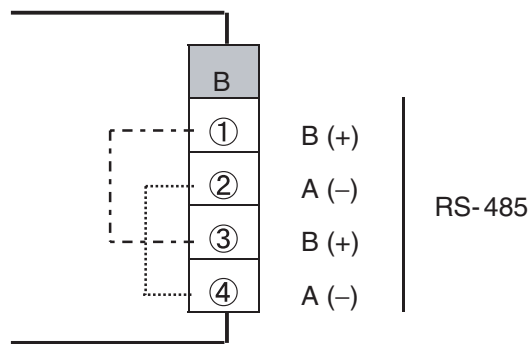 B
① B (+)
② A (−)
③ B (+)
④ A (−)
RS-485